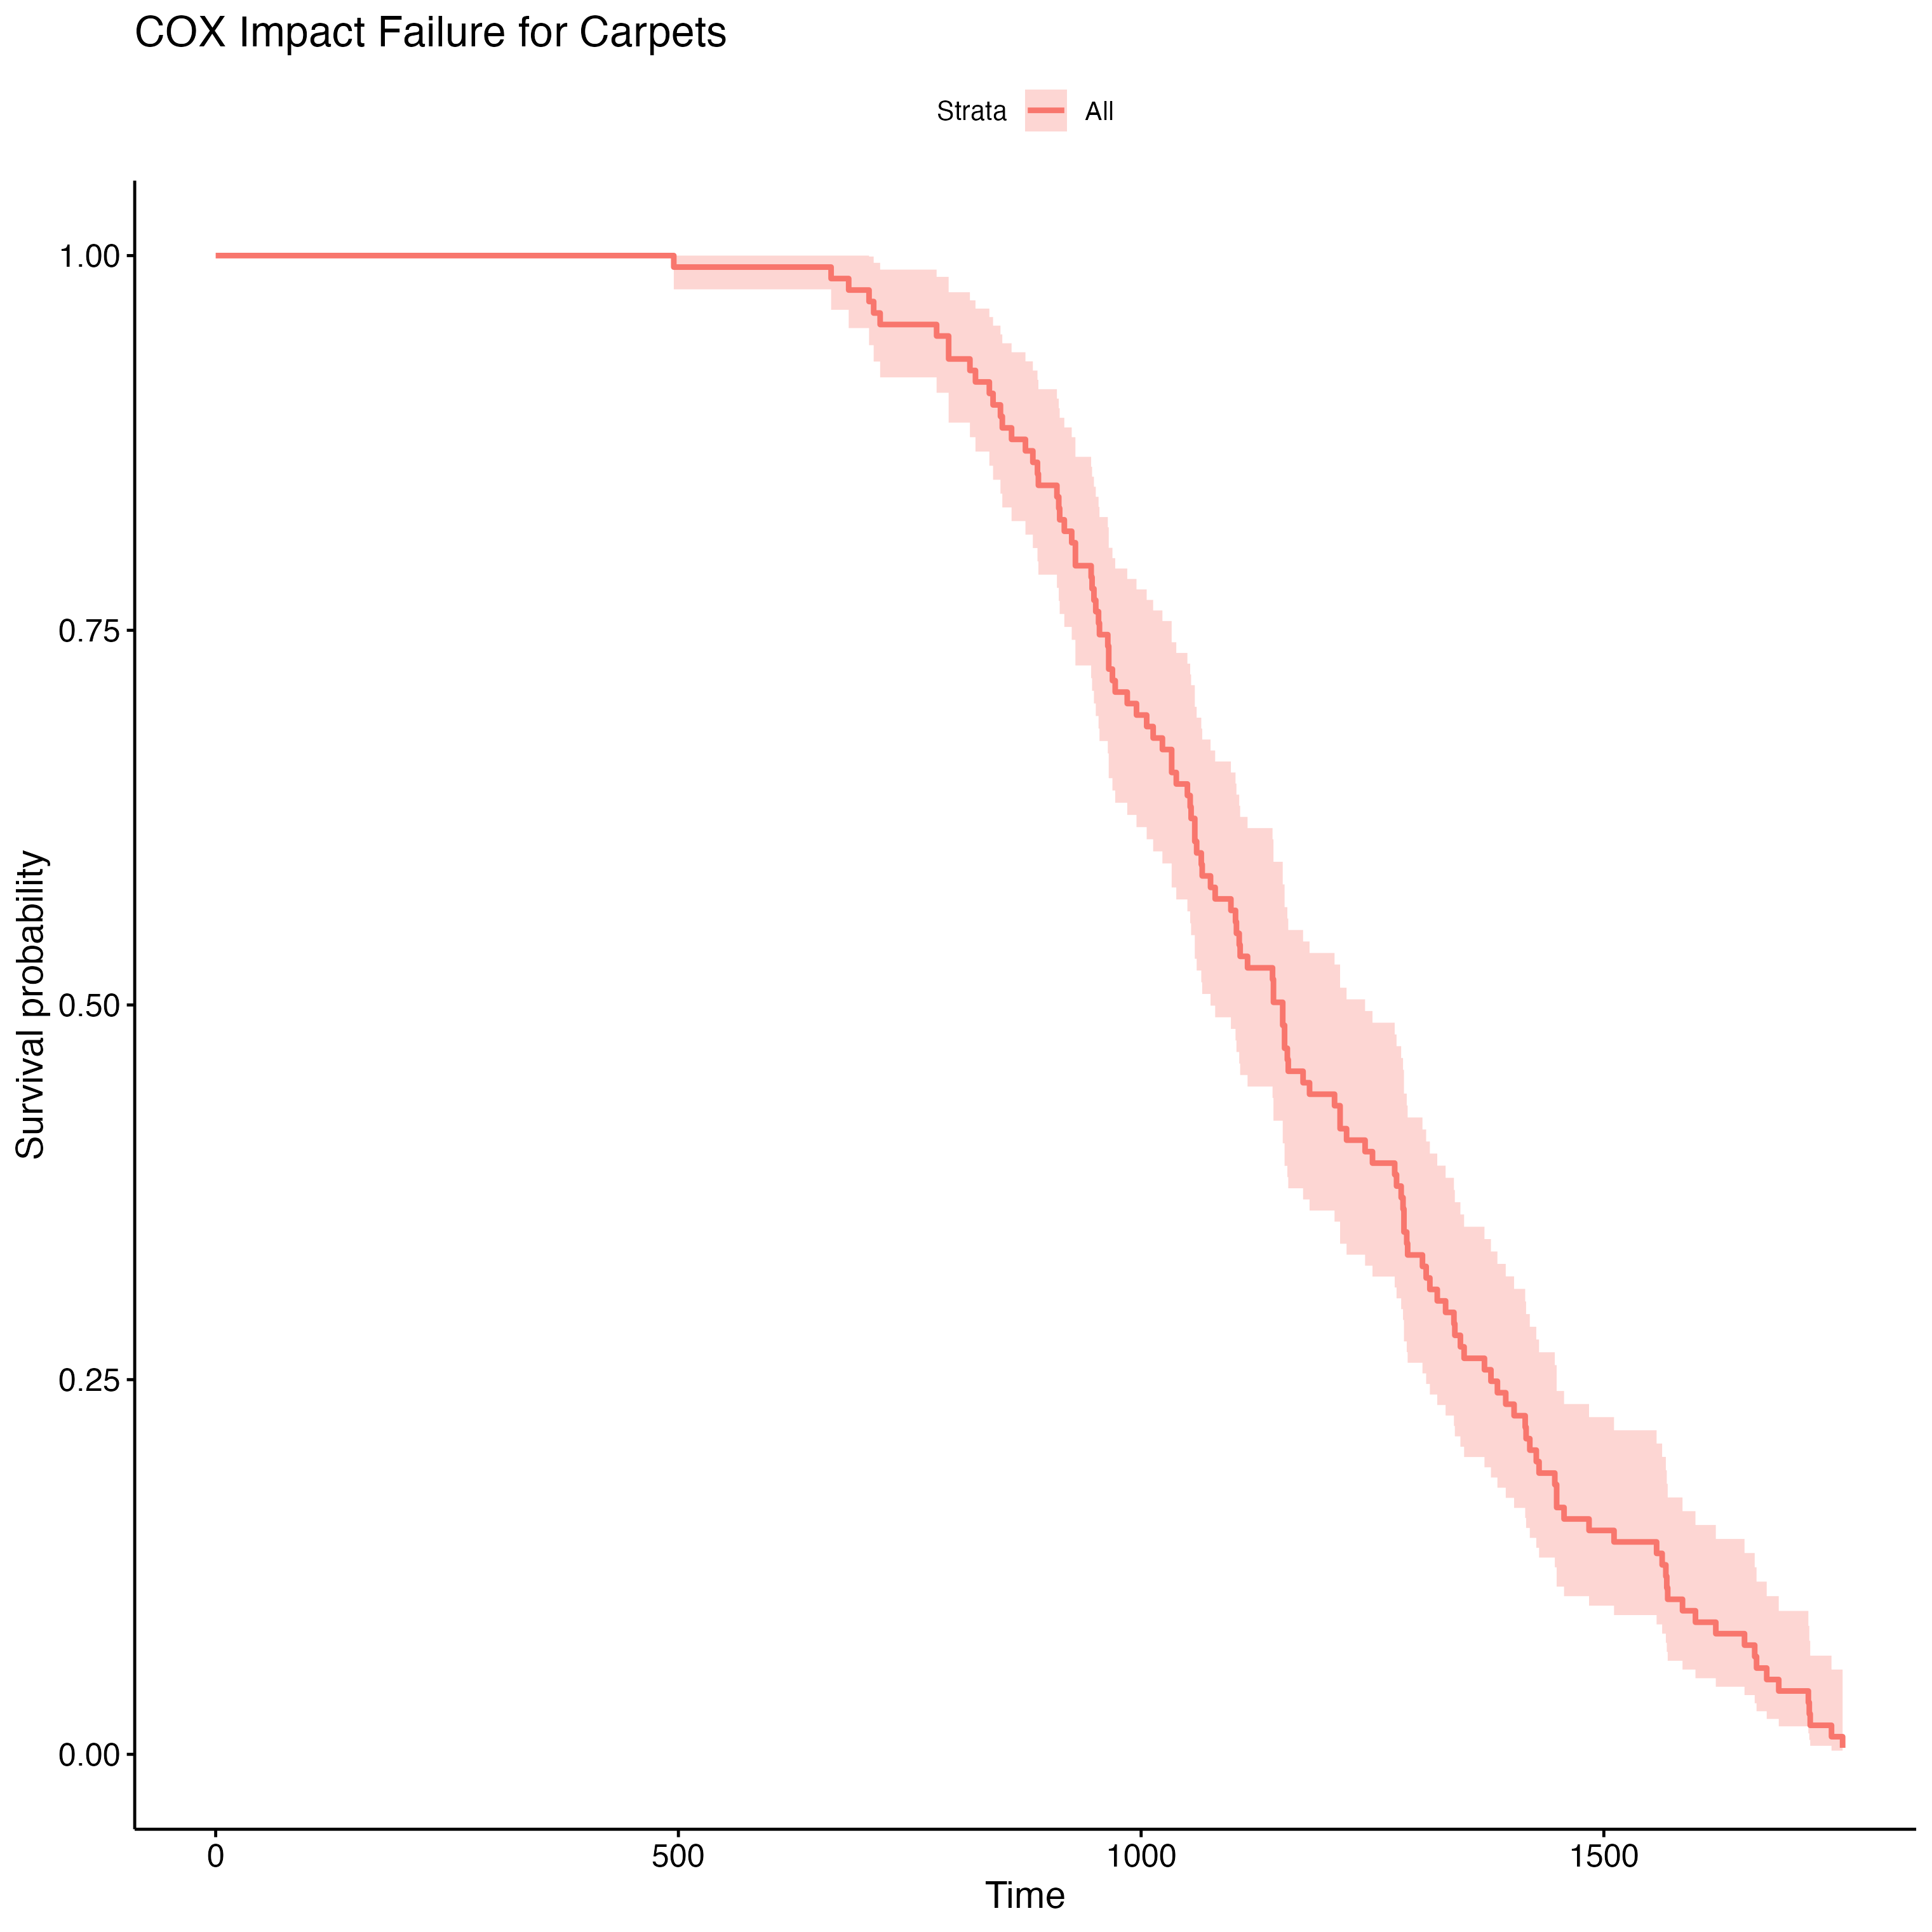 COX Impact Failure for Carpets
Strata All
1.00
0.75
0.50
0.25
0.00
Survival probability
0 500 1000 1500
Time